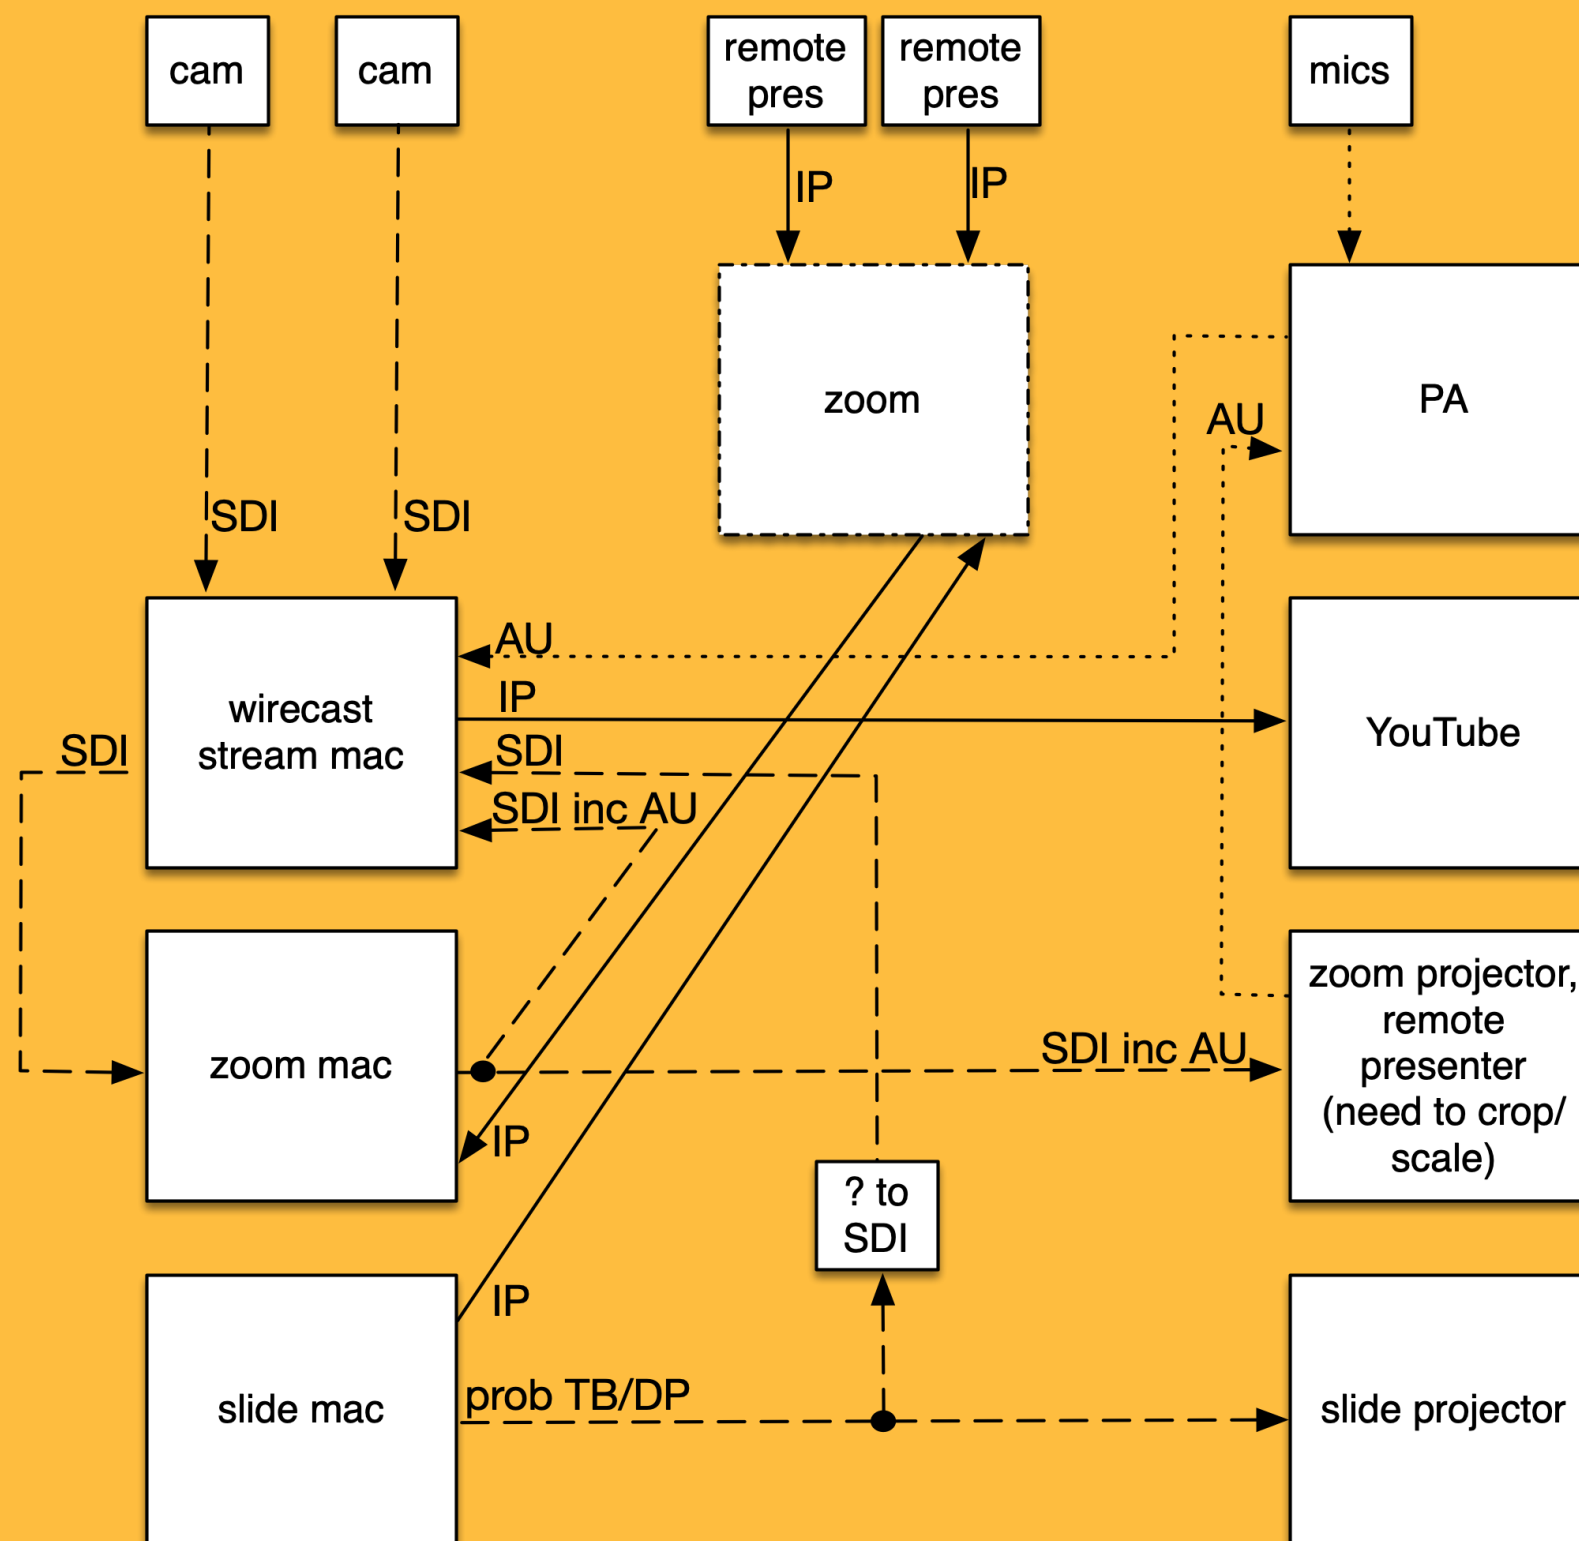 cam
cam
remote
pres
remote
pres
mics
IP
IP
zoom
PA
AU
SDI
SDI
AU
IP
wirecast
stream mac
YouTube
SDI
SDI
SDI inc AU
zoom projector,
remote
presenter
(need to crop/
scale)
zoom mac
SDI inc AU
IP
? to
SDI
IP
prob TB/DP
slide mac
slide projector